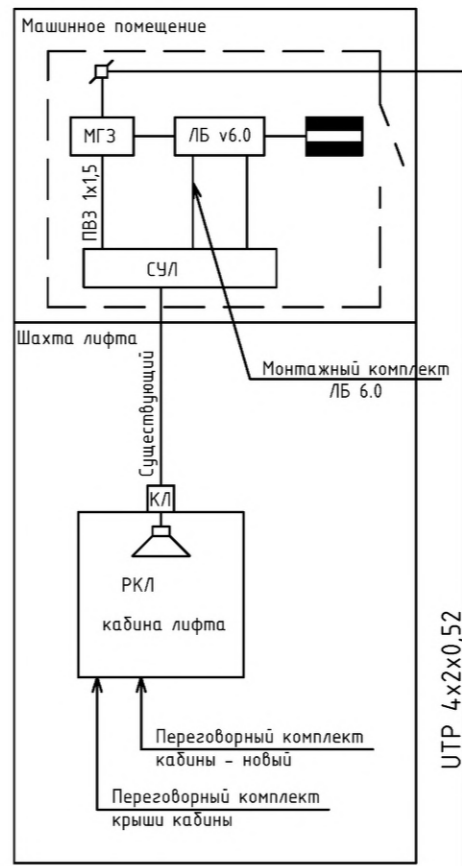 Машинное помещение
МГЗ
ЛБ v6.0
ПВЗ 1х1,5
СУЛ
Шахта лифта
Монтажный комплект
ЛБ 6.0
Существующий
КЛ
РКЛ
кабина лифта
UTP 4х2х0,52
Переговорный комплект
кабины - новый
Переговорный комплект
крыши кабины